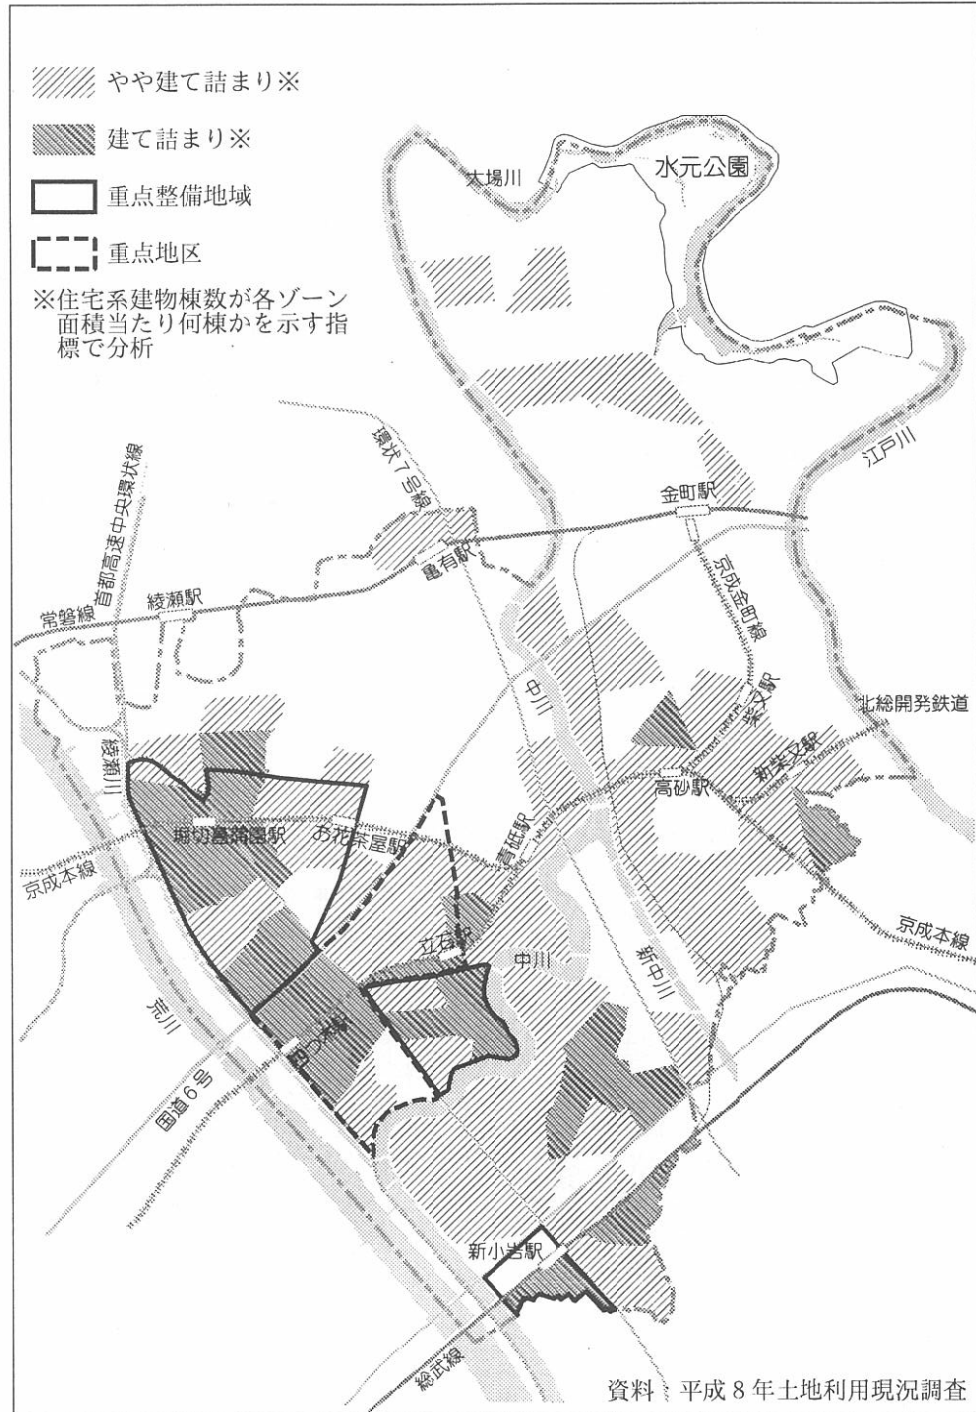 やや建て詰まり※
建て詰まり※
重点整備地域
重点地区
※住宅系建物棟数が各ゾーン
面積当たり何棟かを示す指
標で分析
大場川
水元公園
環状7号線
江戸川
首都高速中央環状線
金町駅
亀有駅
京成金町線
綾瀬駅
常磐線
中川
柴又駅
北総開発鉄道
綾瀬川
新柴又駅
高砂駅
堀切菖蒲園駅
お花茶屋駅
青砥駅
京成本線
立石駅
中川
新中川
京成本線
荒川
四つ木駅
国道6号
新小岩駅
総武線
資料：平成8年土地利用現況調査